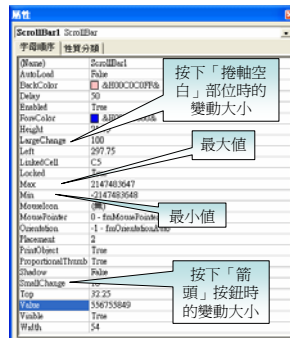 屬性
ScrollBar1 ScrollBar
字母順序 性質分類
(Name) ScrollBar1
AutoLoad False
BackColor &H00C0C0FF&
Delay 50
Enabled True
ForeColor
Height
LargeChange 100
Left 297.75
LinkedCell C5
Locked True
Max 2147483647
Min -2147483648
MouseIcon (無)
MousePointer 0 - fmMousePointer
Orientation -1 - fmOrientationAuto
Placement 2
PrintObject True
ProportionalThumb True
Shadow False
SmallChange 10
Top 32.25
Value 556755849
Visible True
Width 54
按下「捲軸空白」部位時的變動大小
最大值
最小值
按下「箭頭」按鈕時的變動大小